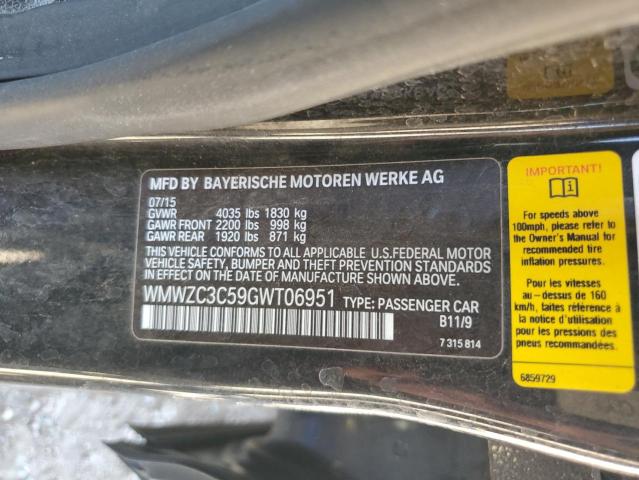 MFD BY BAYERISCHE MOTOREN WERKE AG
07/15
GVWR 4035 lbs 1830 kg
GAWR FRONT 2200 lbs 998 kg
GAWR REAR 1920 lbs 871 kg
THIS VEHICLE CONFORMS TO ALL APPLICABLE U.S.FEDERAL MOTOR
VEHICLE SAFETY, BUMPER AND THEFT PREVENTION STANDARDS
IN EFFECT ON THE DATE OF MANUFACTURE SHOWN ABOVE.
WMWZC3C59GWT06951 TYPE: PASSENGER CAR
B11/9
7 315 814
IMPORTANT!
For speeds above
100mph, please refer to
the Owner's Manual for
recommended tire
inflation pressures.
Pour les vitesses
au-dessus de 160
km/h, faites référence à
la notice d'utilisation
pour les pressions des
pneus recommandées.
6859729